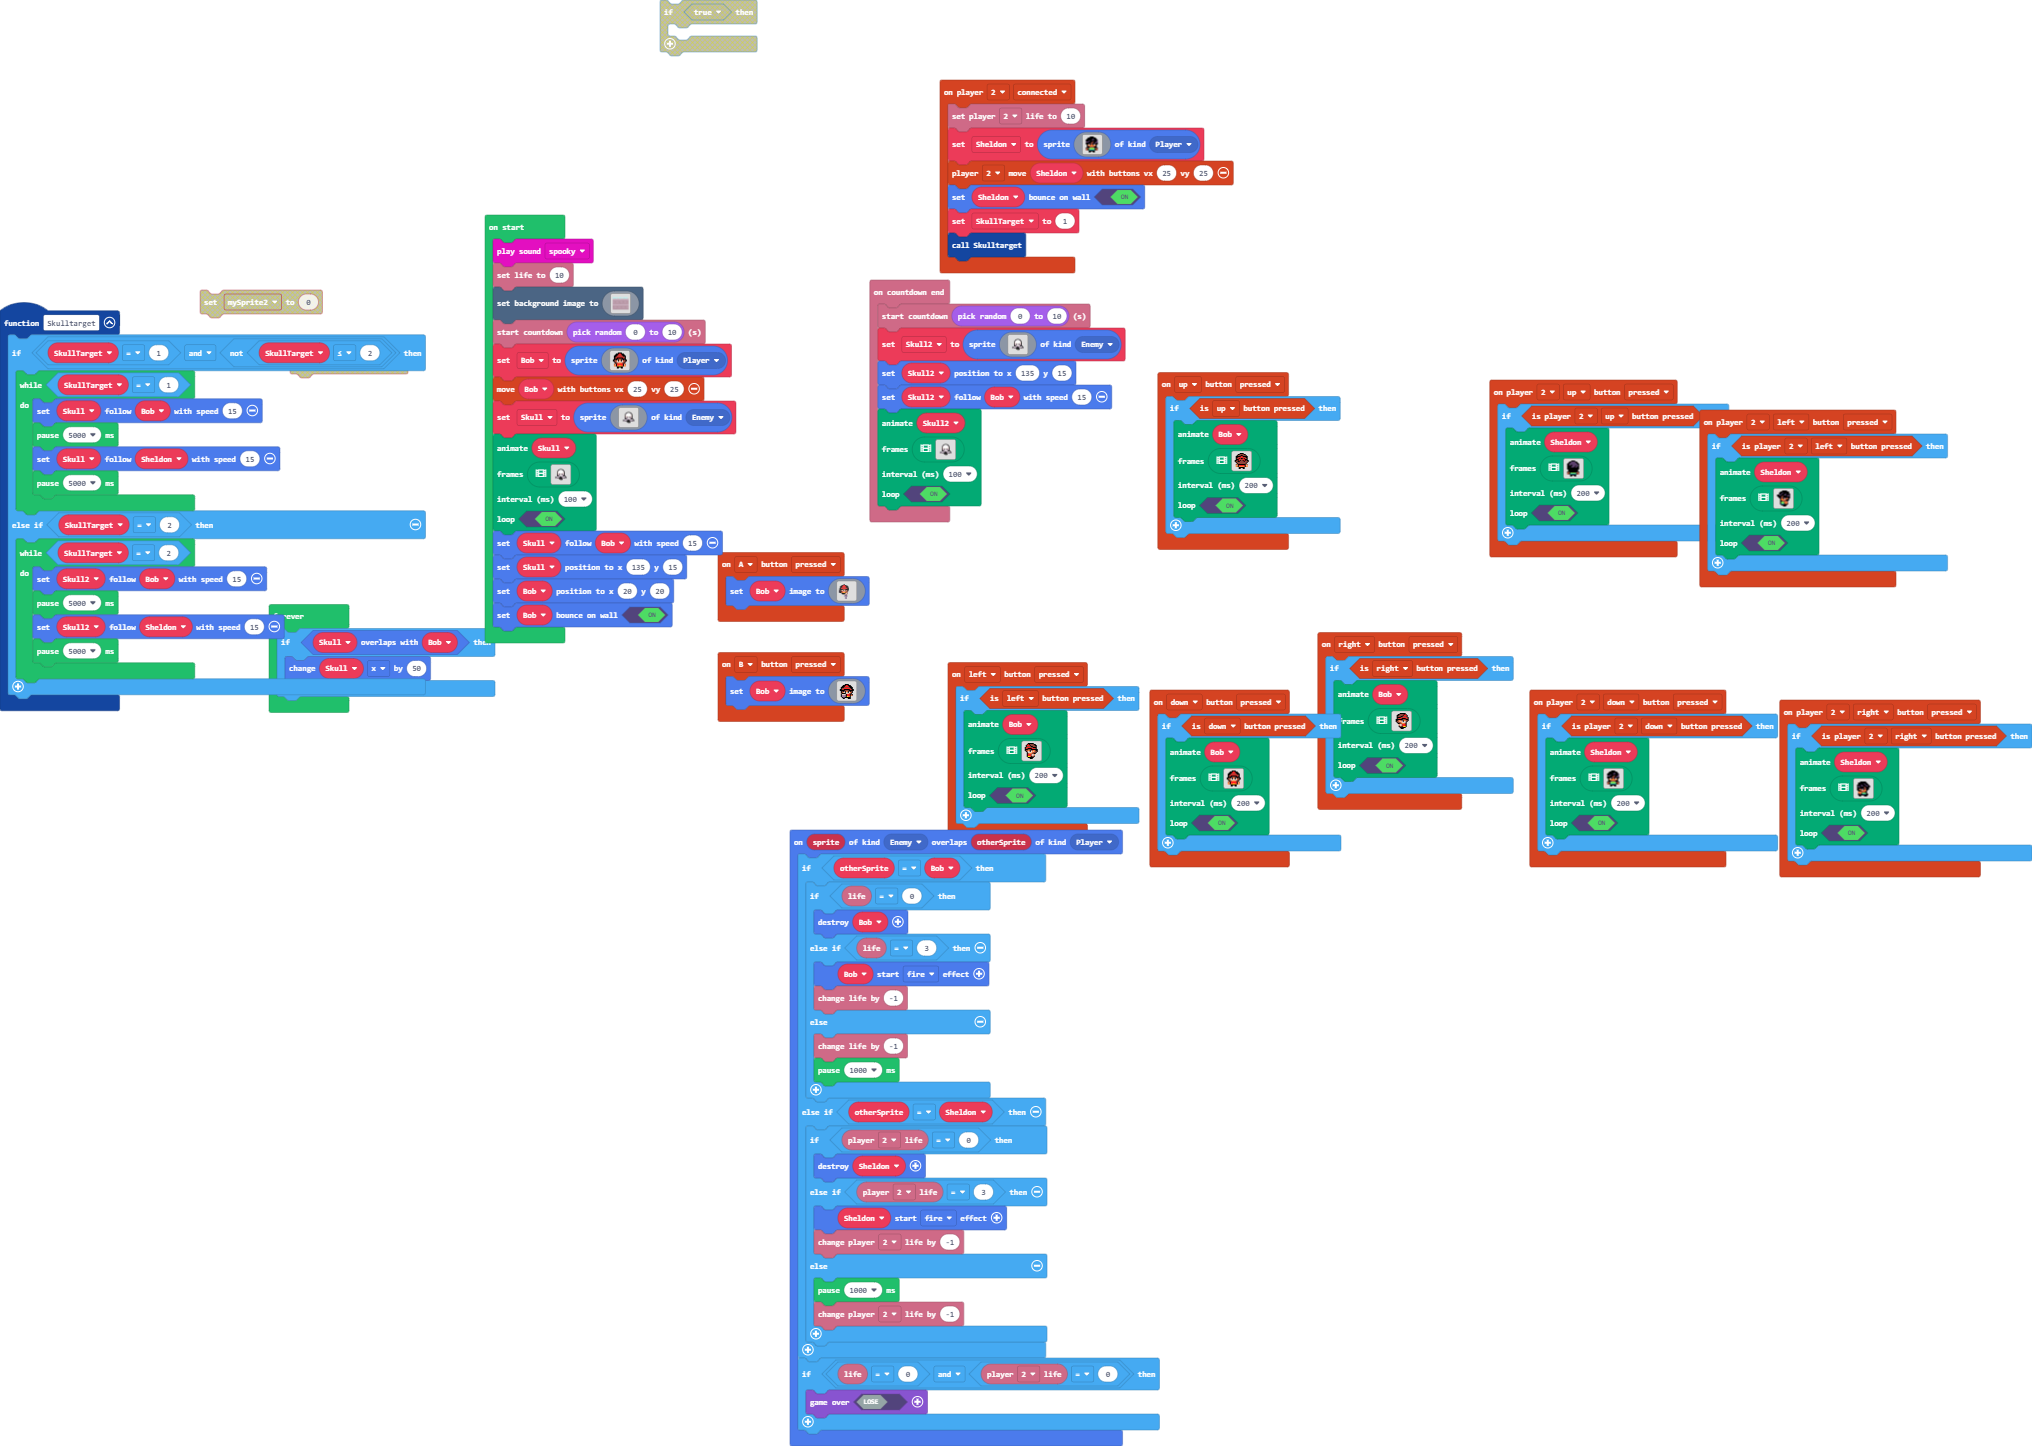 if true then
on player 2 connected
set player 2 life to 10
set Sheldon to sprite of kind Player
player 2 move Sheldon with buttons vx 25 vy 25
set Sheldon bounce on wall ON
set SkullTarget to 1
call Skulltarget
on start
play sound spooky
set life to 10
set background image to
start countdown pick random 0 to 10 (s)
set Bob to sprite of kind Player
move Bob with buttons vx 25 vy 25
set Skull to sprite of kind Enemy
animate Skull
frames
interval (ms) 100
loop ON
set Skull follow Bob with speed 15
set Skull position to x 135 y 15
set Bob position to x 20 y 20
set Bob bounce on wall ON
set mySprite2 to 0
function Skulltarget
if SkullTarget = 1 and not SkullTarget ≤ 2 then
while SkullTarget = 1
do
set Skull follow Bob with speed 15
pause 5000 ms
set Skull follow Sheldon with speed 15
pause 5000 ms
else if SkullTarget = 2 then
while SkullTarget = 2
do
set Skull2 follow Bob with speed 15
pause 5000 ms
set Skull2 follow Sheldon with speed 15
pause 5000 ms
if Skull overlaps with Bob then
change Skull x by 50
on countdown end
start countdown pick random 0 to 10 (s)
set Skull2 to sprite of kind Enemy
set Skull2 position to x 135 y 15
set Skull2 follow Bob with speed 15
animate Skull2
frames
interval (ms) 100
loop ON
on A button pressed
set Bob image to
on B button pressed
set Bob image to
on up button pressed
if is up button pressed then
animate Bob
frames
interval (ms) 200
loop ON
on player 2 up button pressed
if is player 2 up button pressed
animate Sheldon
frames
interval (ms) 200
loop ON
on player 2 left button pressed
if is player 2 left button pressed then
animate Sheldon
frames
interval (ms) 200
loop ON
on left button pressed
if is left button pressed then
animate Bob
frames
interval (ms) 200
loop ON
on down button pressed
if is down button pressed then
animate Bob
frames
interval (ms) 200
loop ON
on right button pressed
if is right button pressed then
animate Bob
frames
interval (ms) 200
loop ON
on player 2 down button pressed
if is player 2 down button pressed then
animate Sheldon
frames
interval (ms) 200
loop ON
on player 2 right button pressed
if is player 2 right button pressed then
animate Sheldon
frames
interval (ms) 200
loop ON
on sprite of kind Enemy overlaps otherSprite of kind Player
if otherSprite = Bob then
if life = 0 then
destroy Bob
else if life = 3 then
Bob start fire effect
change life by -1
else
change life by -1
pause 1000 ms
else if otherSprite = Sheldon then
if player 2 life = 0 then
destroy Sheldon
else if player 2 life = 3 then
Sheldon start fire effect
change player 2 life by -1
else
pause 1000 ms
change player 2 life by -1
if life = 0 and player 2 life = 0 then
game over LOSE